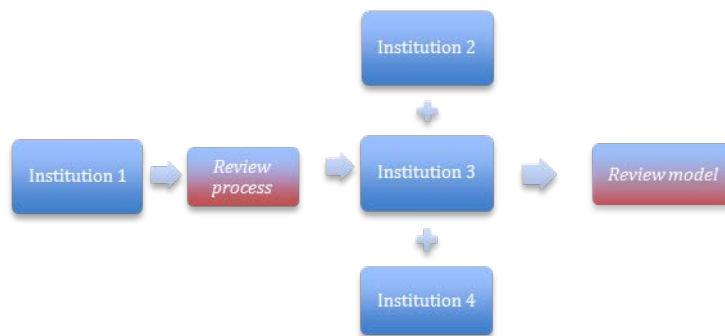 Institution 2
Institution 1
Review
process
Institution 3
Review model
Institution 4